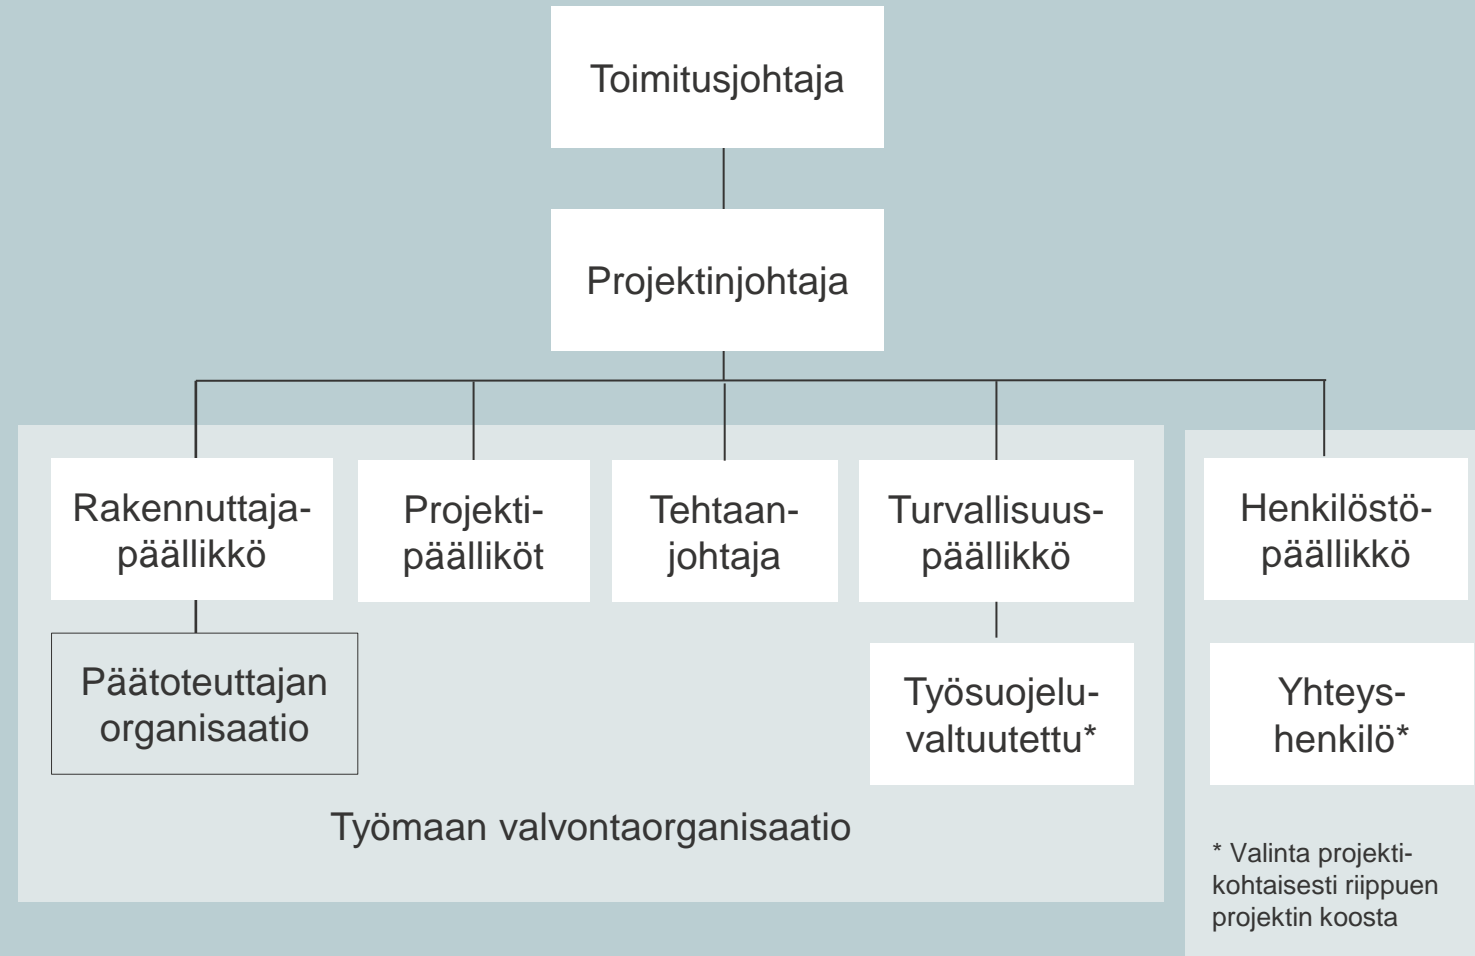 Toimitusjohtaja
Projektinjohtaja
Rakennuttaja-
päällikkö
Projekti-
päälliköt
Tehtaan-
johtaja
Turvallisuus-
päällikkö
Henkilöstö-
päällikkö
Päätoteuttajan
organisaatio
Työsuojelu-
valtuutettu*
Yhteys-
henkilö*
Työmaan valvontaorganisaatio
* Valinta projekti-
kohtaisesti riippuen
projektin koosta